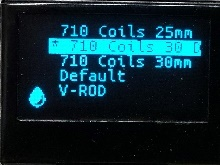 710 Coils 25mm
* 710 Coils 30
710 Coils 30mm
Default
V-ROD